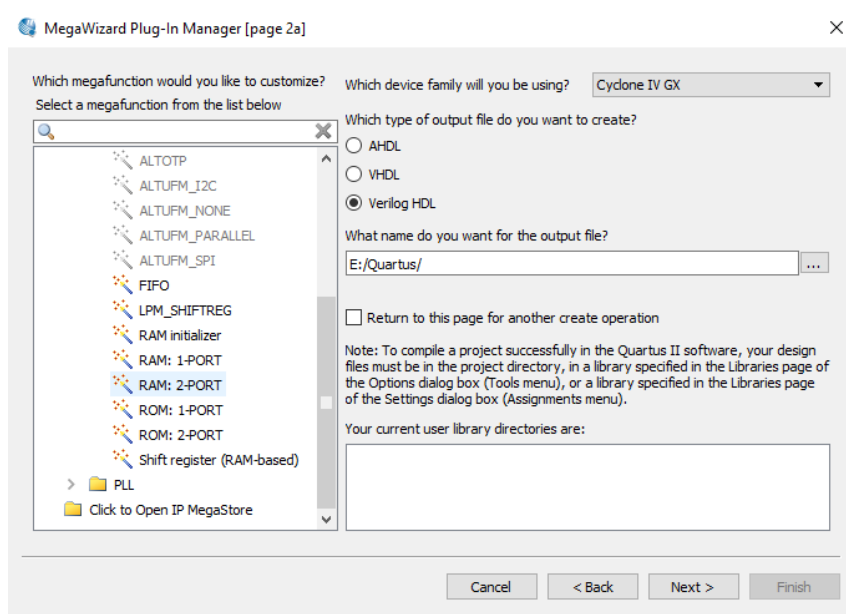 MegaWizard Plug-In Manager [page 2a]
Which megafunction would you like to customize?
Select a megafunction from the list below
ALTOTP
ALTUFM_I2C
ALTUFM_NONE
ALTUFM_PARALLEL
ALTUFM_SPI
FIFO
LPM_SHIFTREG
RAM initializer
RAM: 1-PORT
RAM: 2-PORT
ROM: 1-PORT
ROM: 2-PORT
Shift register (RAM-based)
PLL
Click to Open IP MegaStore
Which device family will you be using?
Cyclone IV GX
Which type of output file do you want to create?
AHDL
VHDL
Verilog HDL
What name do you want for the output file?
E:/Quartus/
...
Return to this page for another create operation
Note: To compile a project successfully in the Quartus II software, your design
files must be in the project directory, in a library specified in the Libraries page of
the Options dialog box (Tools menu), or a library specified in the Libraries page
of the Settings dialog box (Assignments menu).
Your current user library directories are:
Cancel
< Back
Next >
Finish